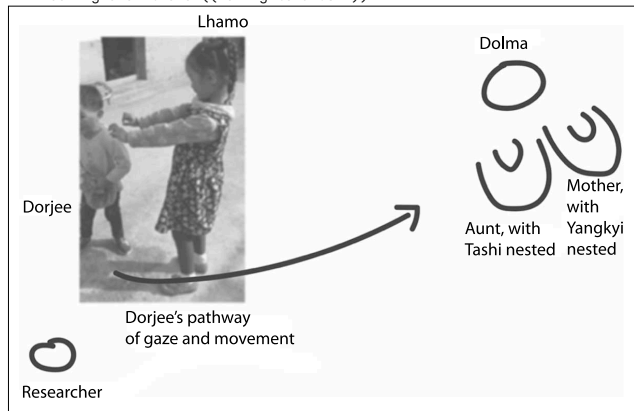 Lhamo
Dolma
Dorjee
Mother,
with
Yangkyi
nested
Aunt, with
Tashi nested
Dorjee’s pathway
of gaze and movement
Researcher